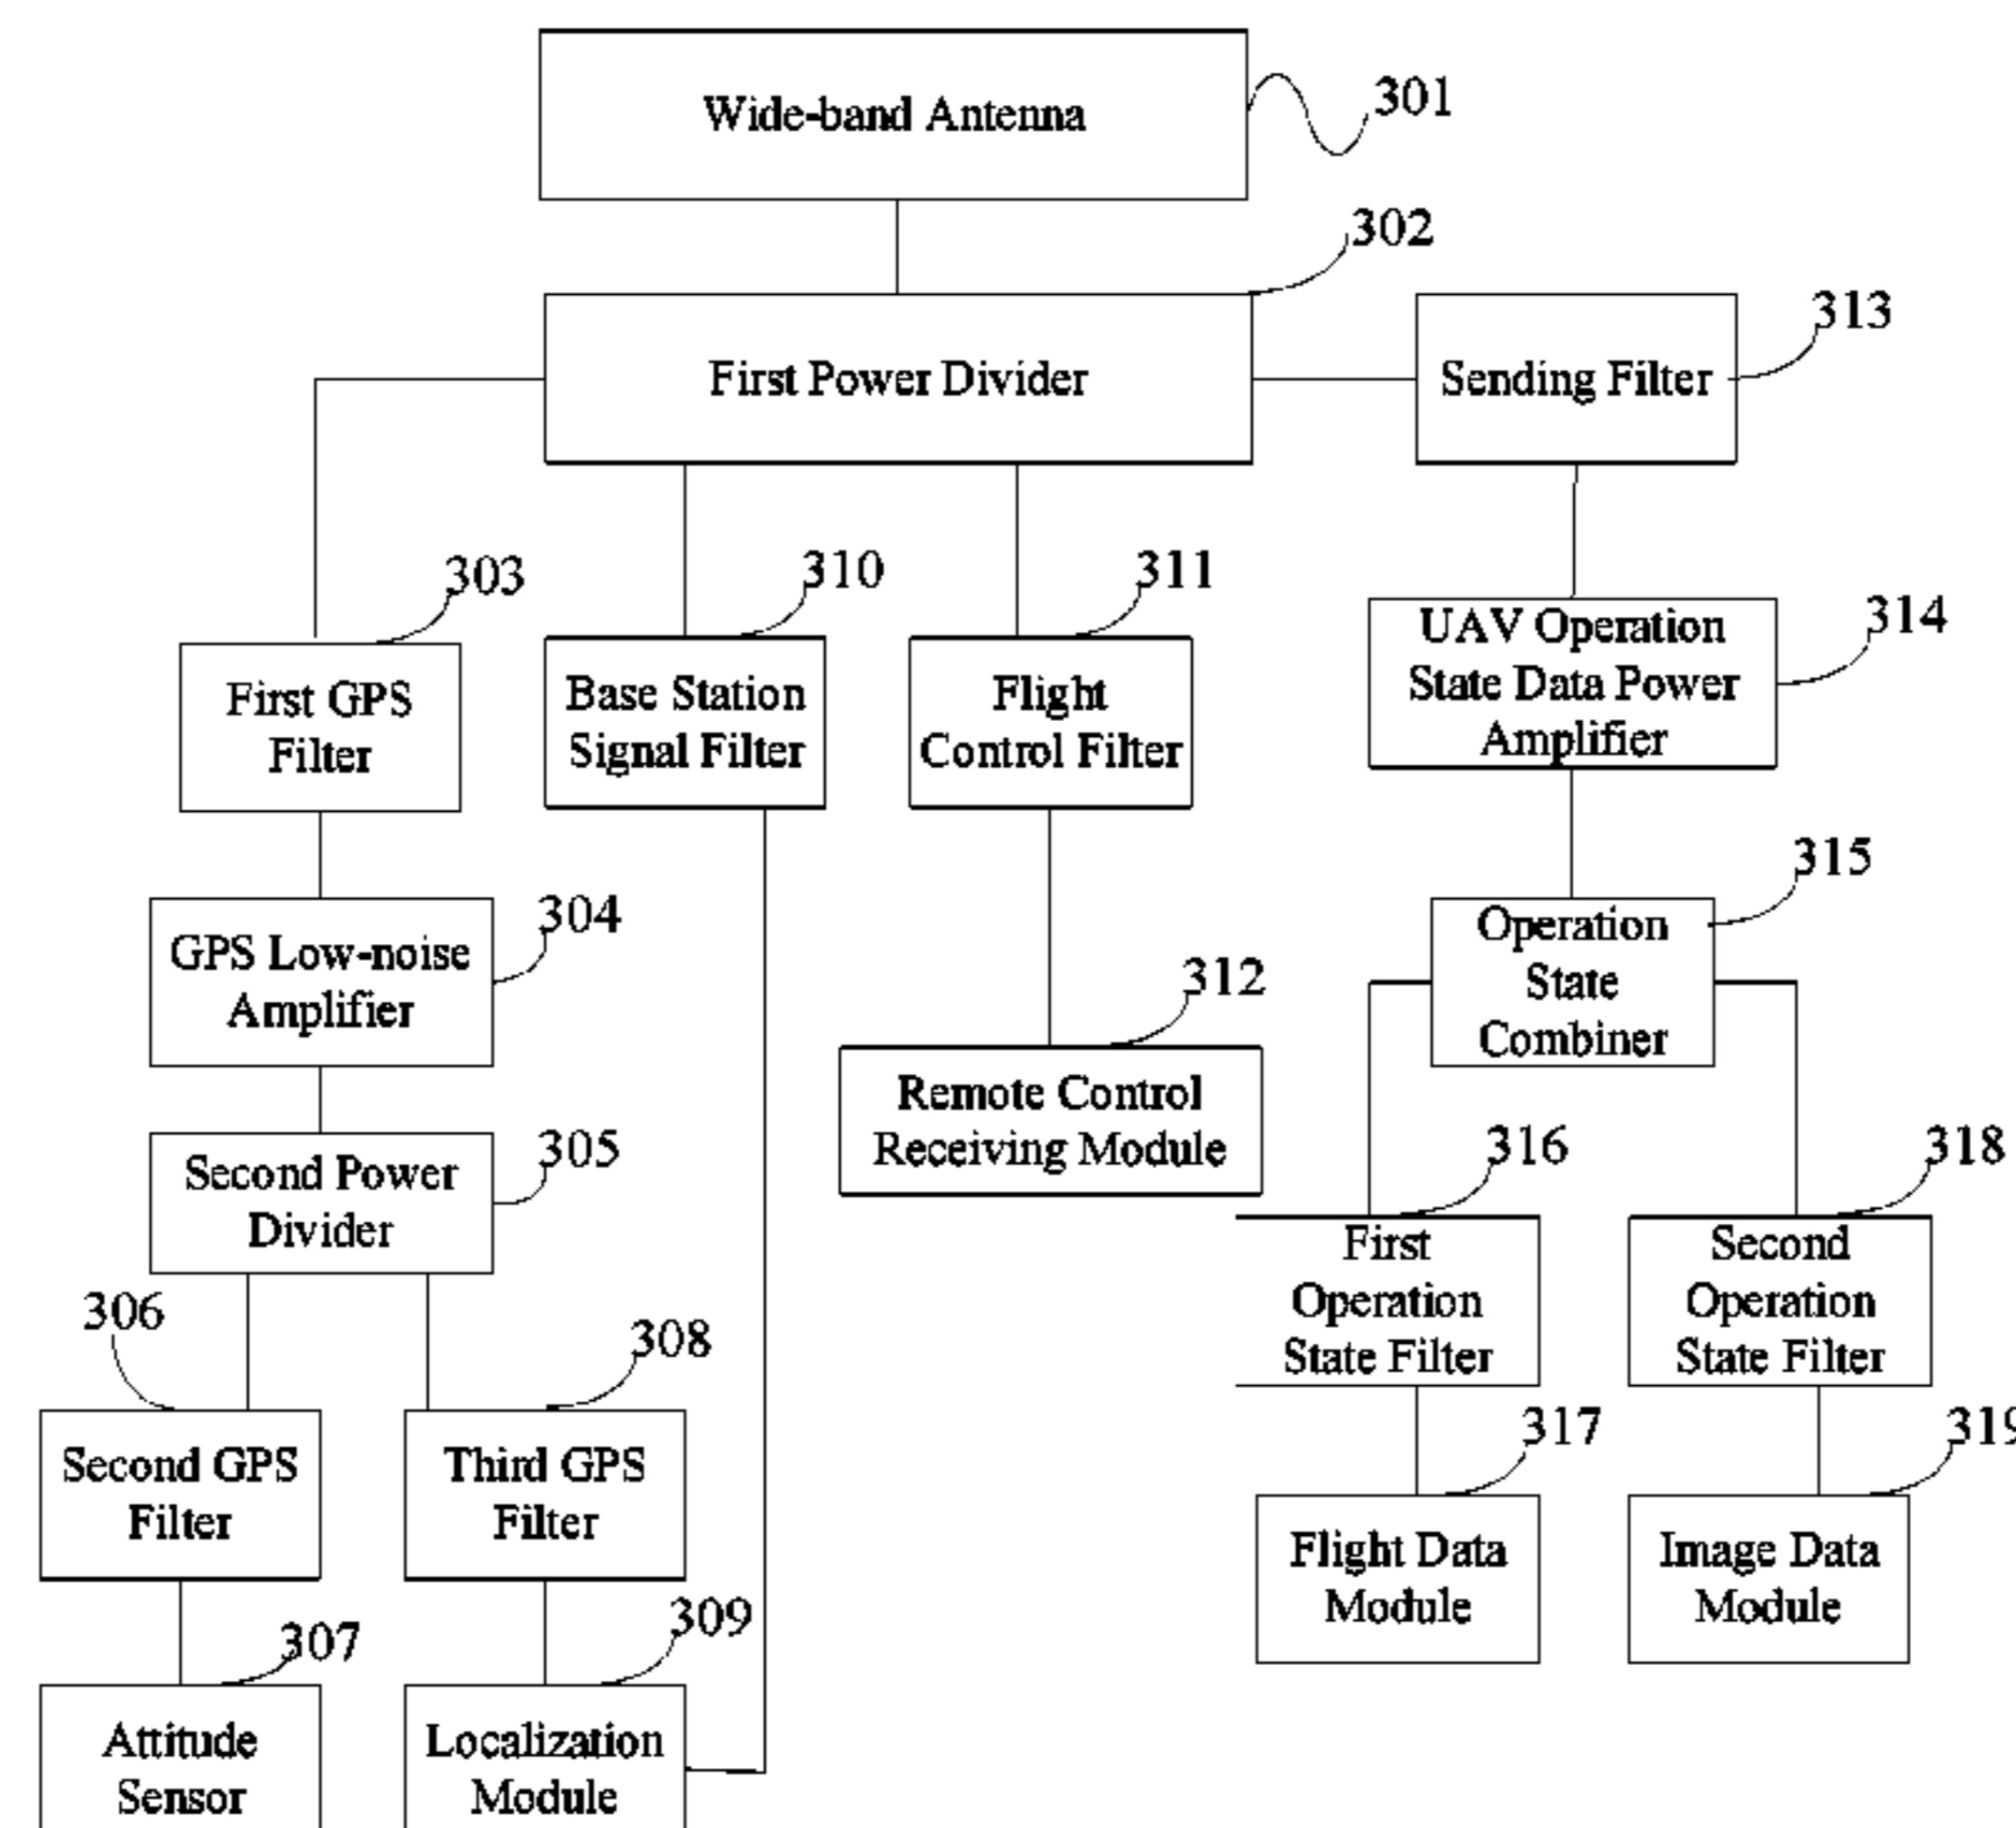 Wide-band Antenna
301
302
First Power Divider
Sending Filter
313
303
First GPS
Filter
310
Base Station
Signal Filter
311
Flight
Control Filter
UAV Operation
State Data Power
Amplifier
314
GPS Low-noise
Amplifier
304
312
Remote Control
Receiving Module
Operation
State
Combiner
315
Second Power
Divider
305
316
First
Operation
State Filter
318
Second
Operation
State Filter
306
Second GPS
Filter
308
Third GPS
Filter
317
Flight Data
Module
319
Image Data
Module
307
Attitude
Sensor
309
Localization
Module